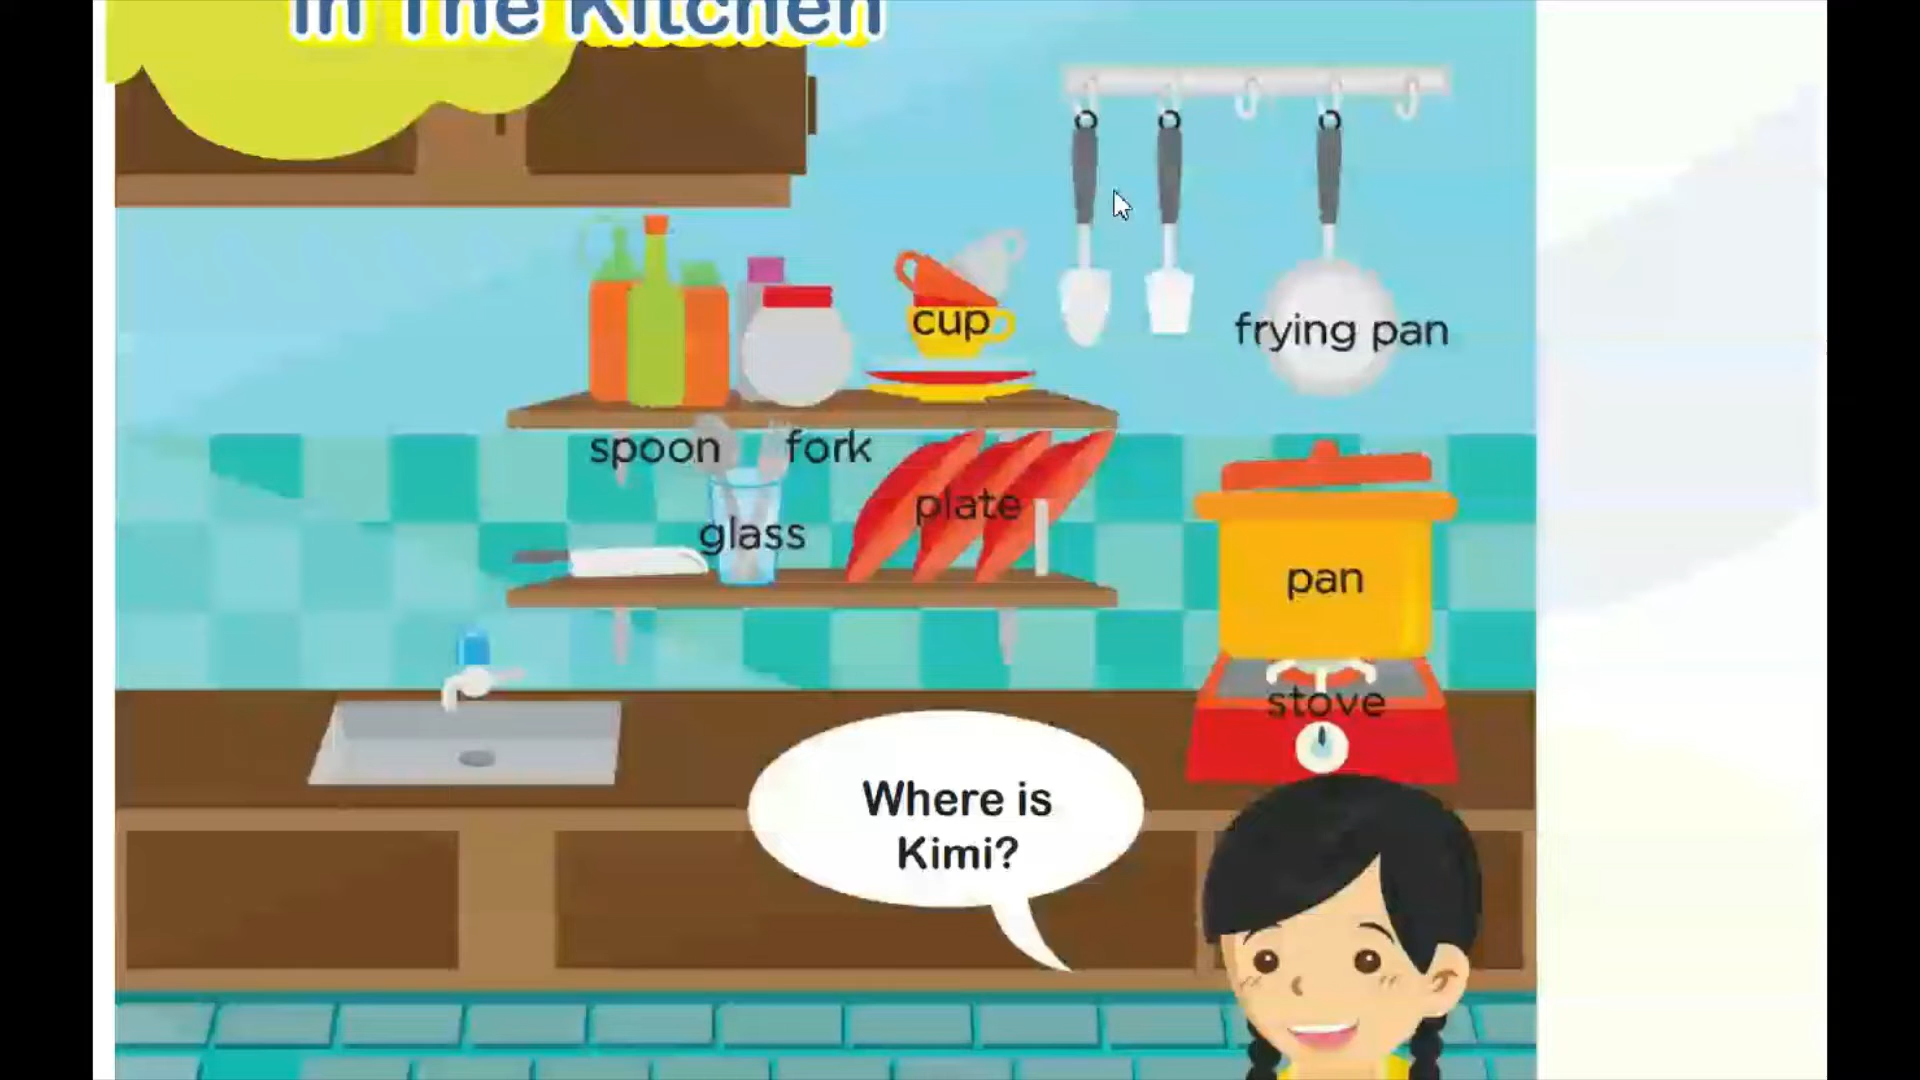 In The Kitchen
cup
frying pan
spoon fork
plate
glass
pan
stove
Where is
Kimi?